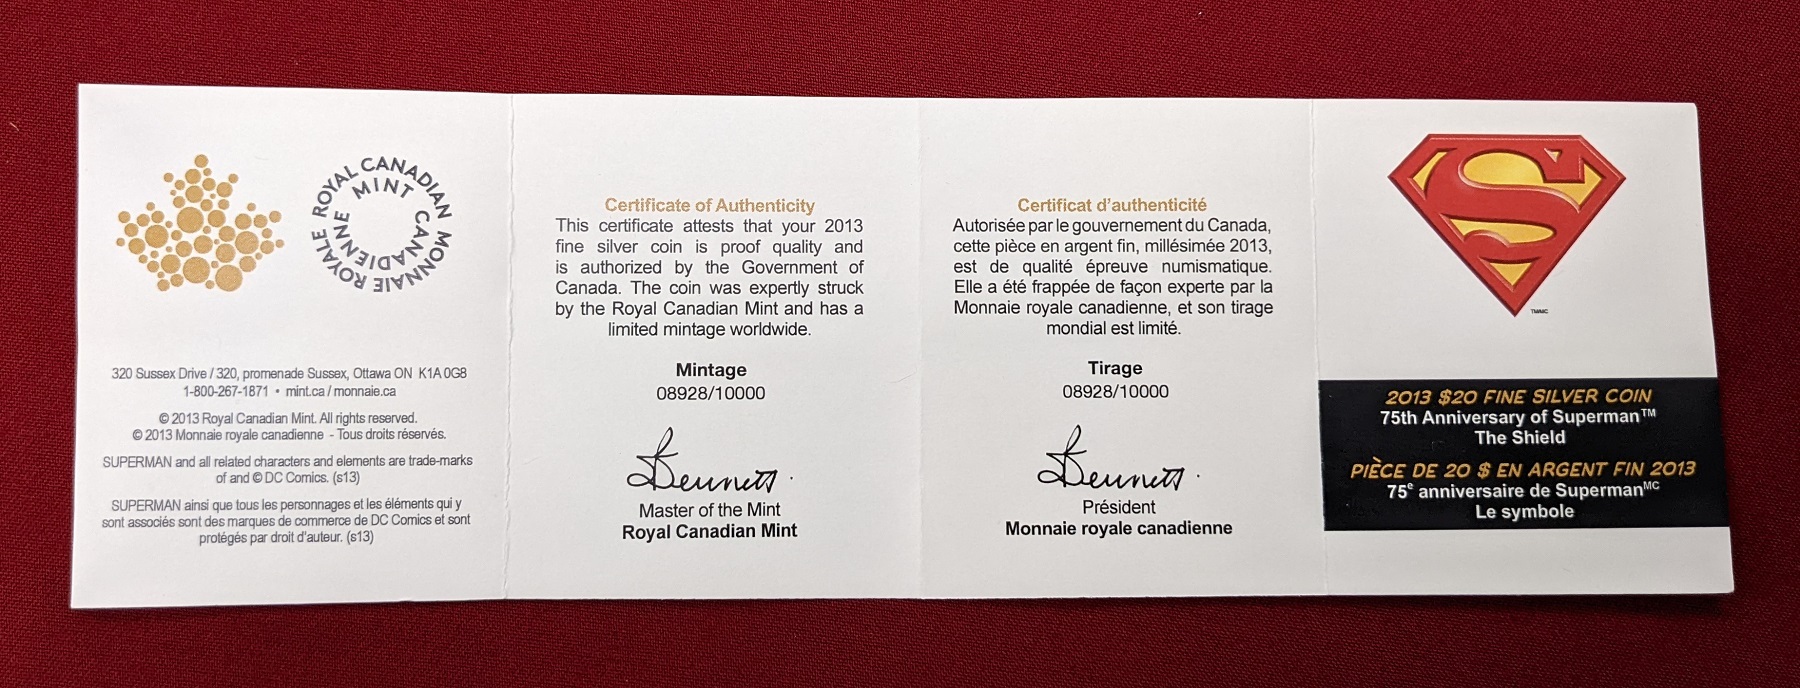 ROYAL CANADIAN MINT
MONNAIE ROYALE CANADIENNE
320 Sussex Drive / 320, promenade Sussex, Ottawa ON K1A 0G8
1-800-267-1871 • mint.ca / monnaie.ca
© 2013 Royal Canadian Mint. All rights reserved.
© 2013 Monnaie royale canadienne - Tous droits réservés.
SUPERMAN and all related characters and elements are trade-marks
of and © DC Comics. (s13)
SUPERMAN ainsi que tous les personnages et les éléments qui y
sont associés sont des marques de commerce de DC Comics et sont
protégés par droit d'auteur. (s13)
Certificate of Authenticity
This certificate attests that your 2013
fine silver coin is proof quality and
is authorized by the Government of
Canada. The coin was expertly struck
by the Royal Canadian Mint and has a
limited mintage worldwide.
Mintage
08928/10000
Bennett
Master of the Mint
Royal Canadian Mint
Certificat d'authenticité
Autorisée par le gouvernement du Canada,
cette pièce en argent fin, millésimée 2013,
est de qualité épreuve numismatique.
Elle a été frappée de façon experte par la
Monnaie royale canadienne, et son tirage
mondial est limité.
Tirage
08928/10000
Bennett
Président
Monnaie royale canadienne
S
TM/MC
2013 $20 FINE SILVER COIN
75th Anniversary of Superman™
The Shield
PIÈCE DE 20 $ EN ARGENT FIN 2013
75e anniversaire de SupermanMC
Le symbole